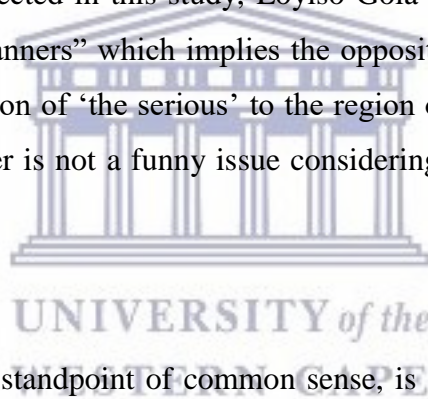 ected in this study, Loyiso Gola
anners” which implies the opposit
on of ‘the serious’ to the region
er is not a funny issue considering
UNIVERSITY of the
standpoint of common sense, is
WESTERN CAPE